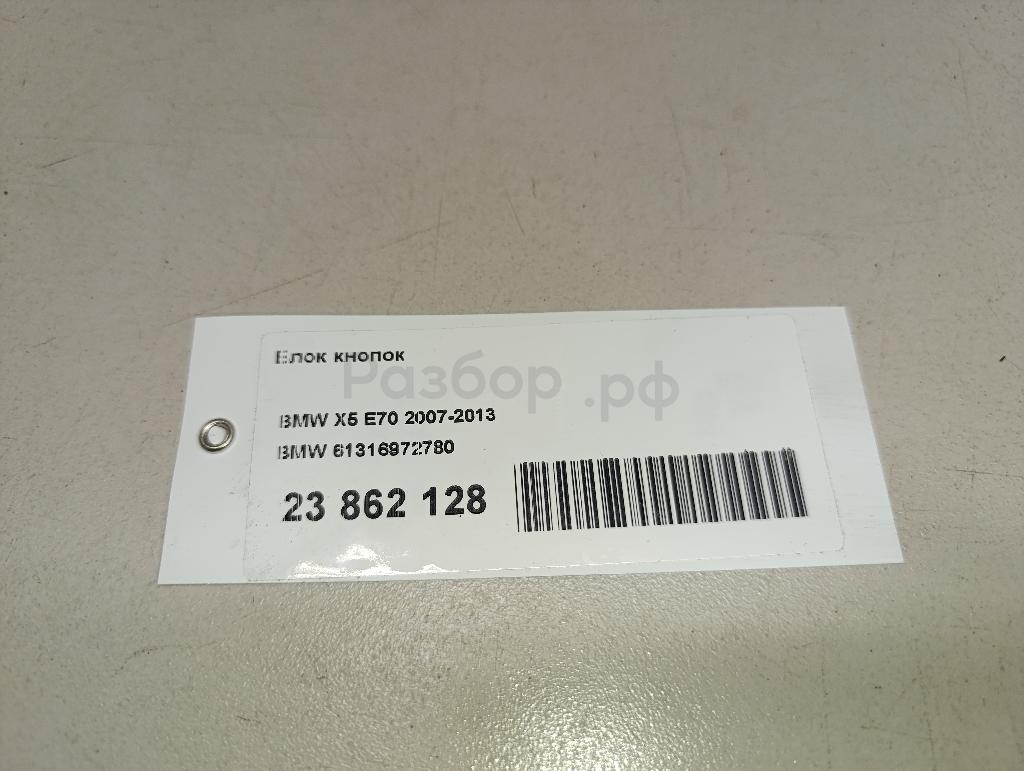 Блок кнопок
Разбор.рф
BMW X5 E70 2007-2013
BMW 61316972780
23 862 128